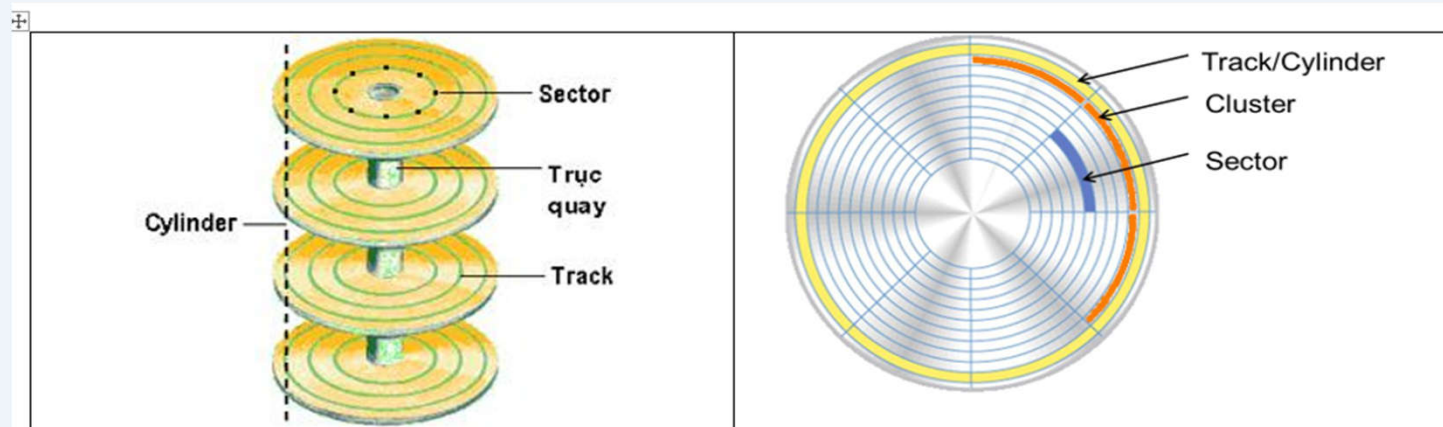 Sector
Trục
quay
Cylinder
Track
Track/Cylinder
Cluster
Sector